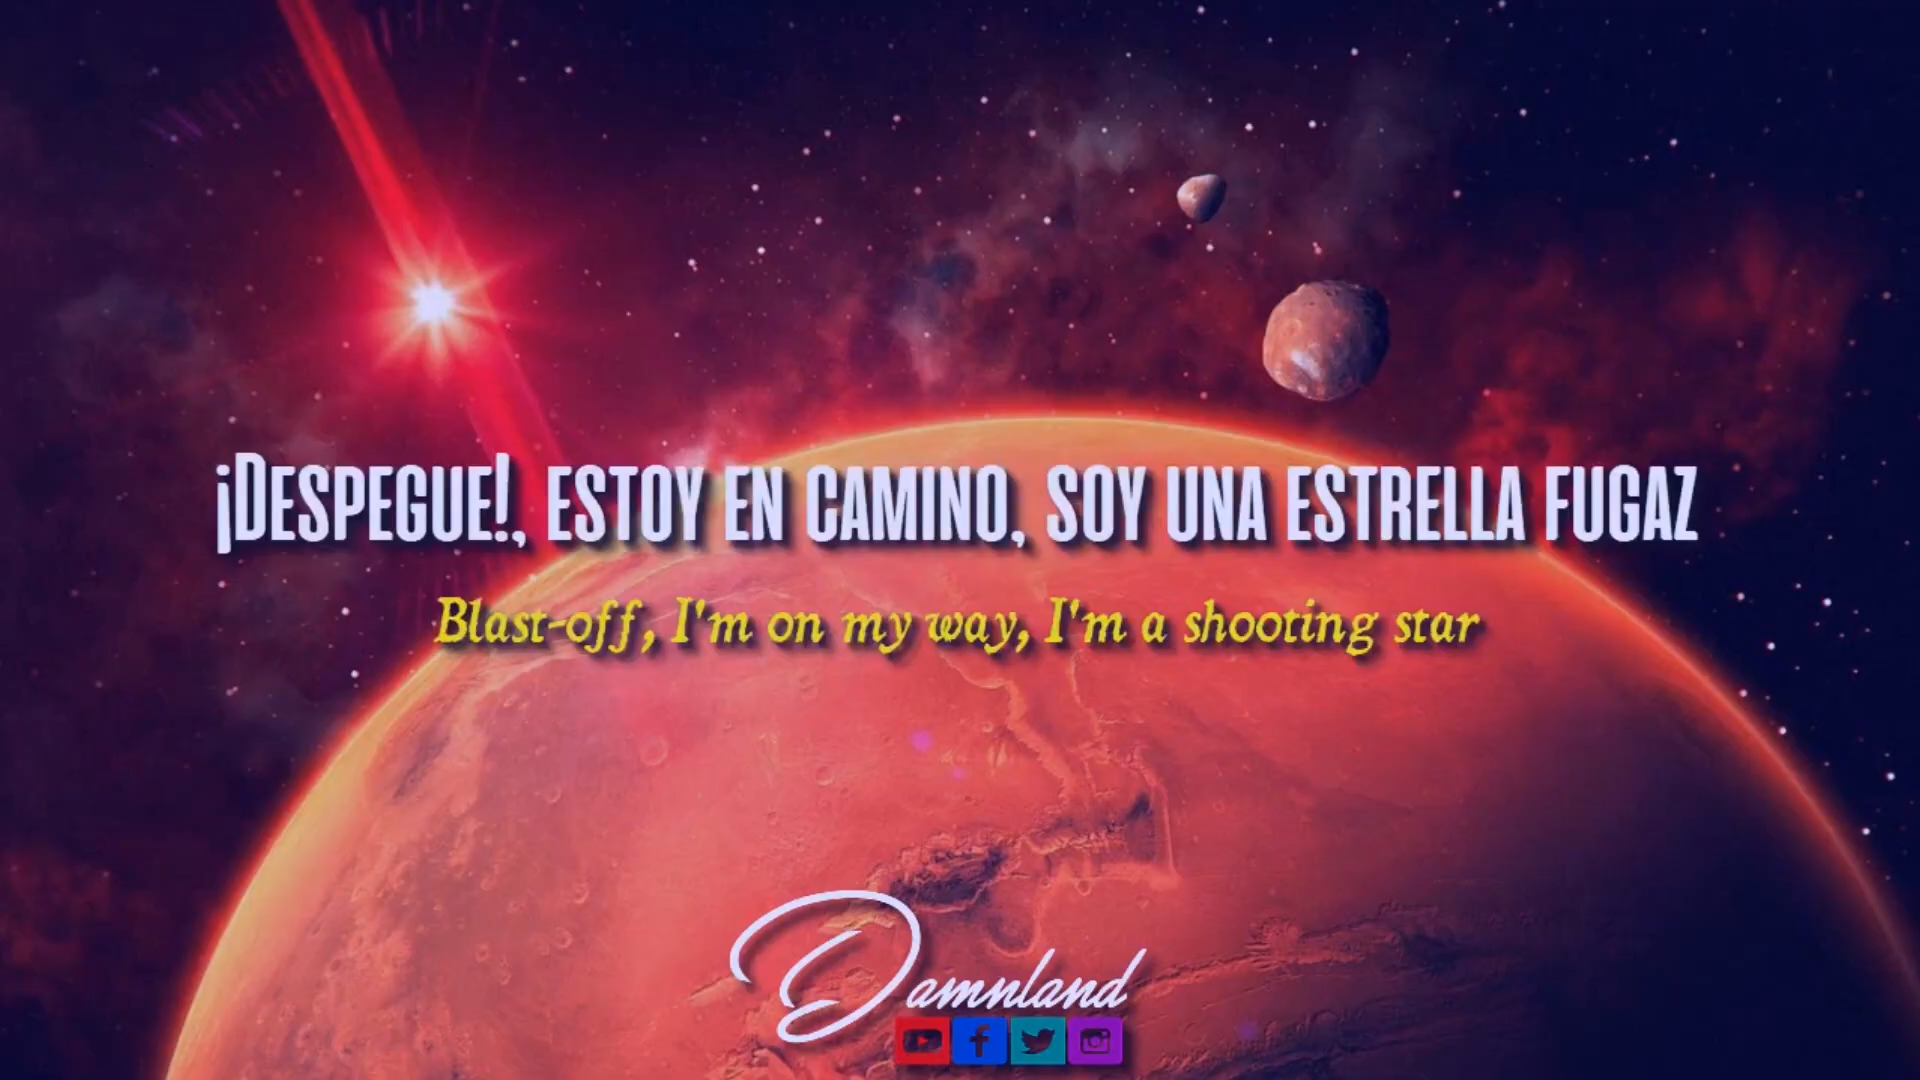 ¡DESPEGUE!, ESTOY EN CAMINO, SOY UNA ESTRELLA FUGAZ
Blast-off, I'm on my way, I'm a shooting star
Damnland